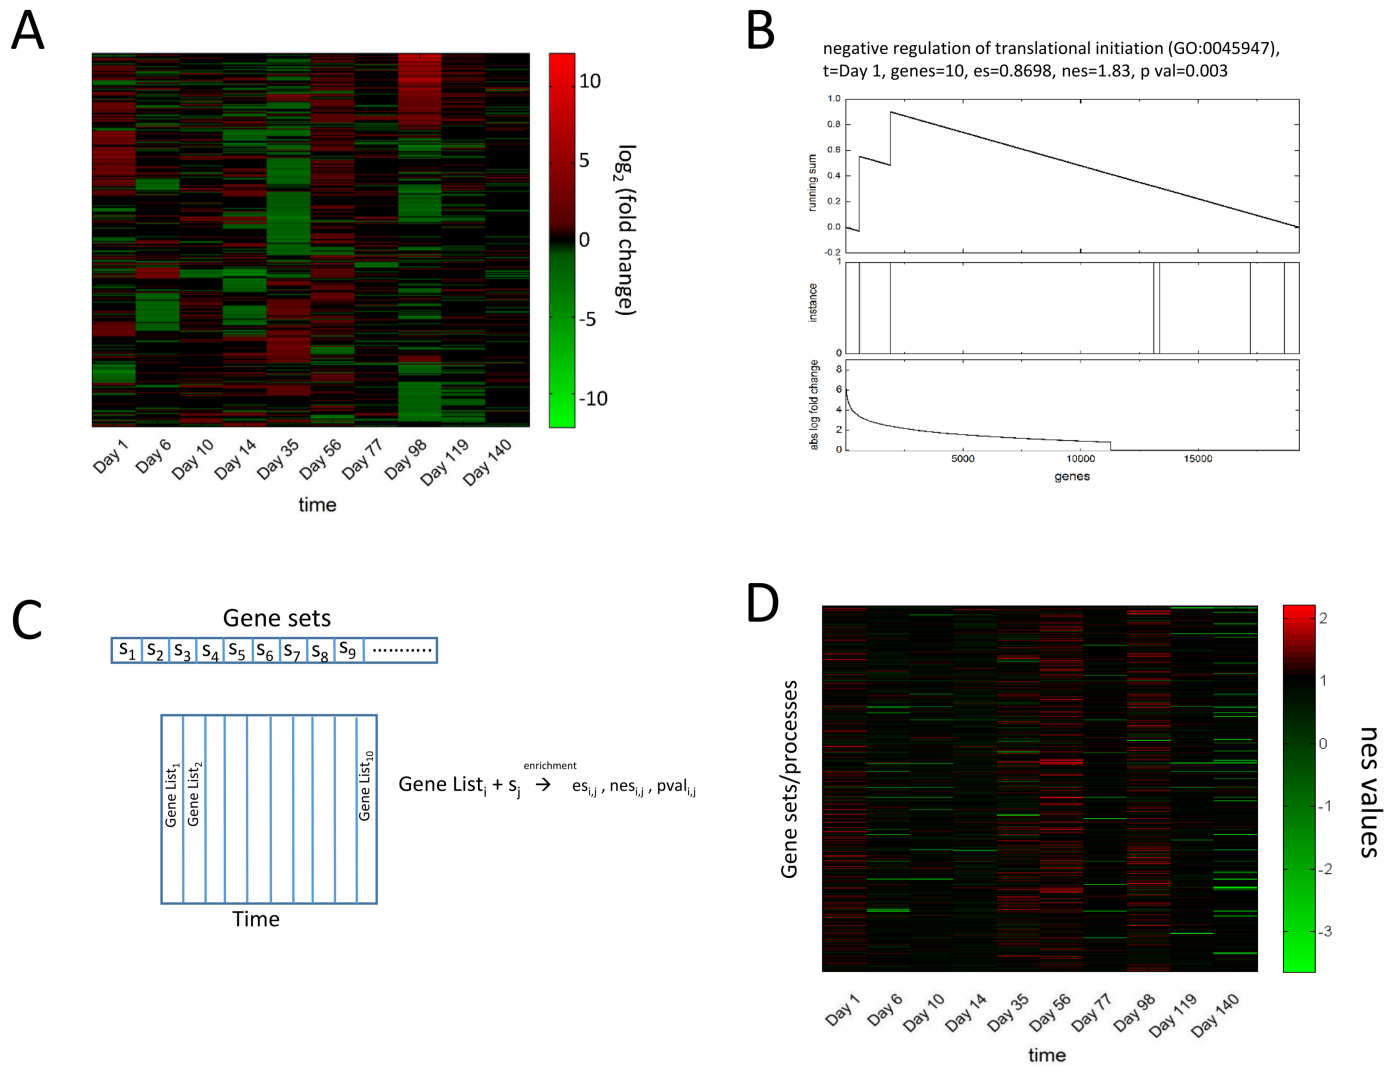 A
10
5
0
-5
-10
log2 (fold change)
Day 1 Day 6 Day 10 Day 14 Day 35 Day 56 Day 77 Day 98 Day 119 Day 140
time
B
negative regulation of translational initiation (GO:0045947),
t=Day 1, genes=10, es=0.8698, nes=1.83, p val=0.003
1.0
0.8
0.6
0.4
0.2
0.0
-0.2
running sum
1
0
instance
8
6
4
2
0
abs log fold change
5000 10000 15000
genes
C
Gene sets
s1 s2 s3 s4 s5 s6 s7 s8 s9 ...........
Gene List1 Gene List2 Gene List10
Time
enrichment
Gene Listi + sj → esi,j , nesi,j , pvali,j
D
Gene sets/processes
2
1
0
-1
-2
-3
nes values
Day 1 Day 6 Day 10 Day 14 Day 35 Day 56 Day 77 Day 98 Day 119 Day 140
time